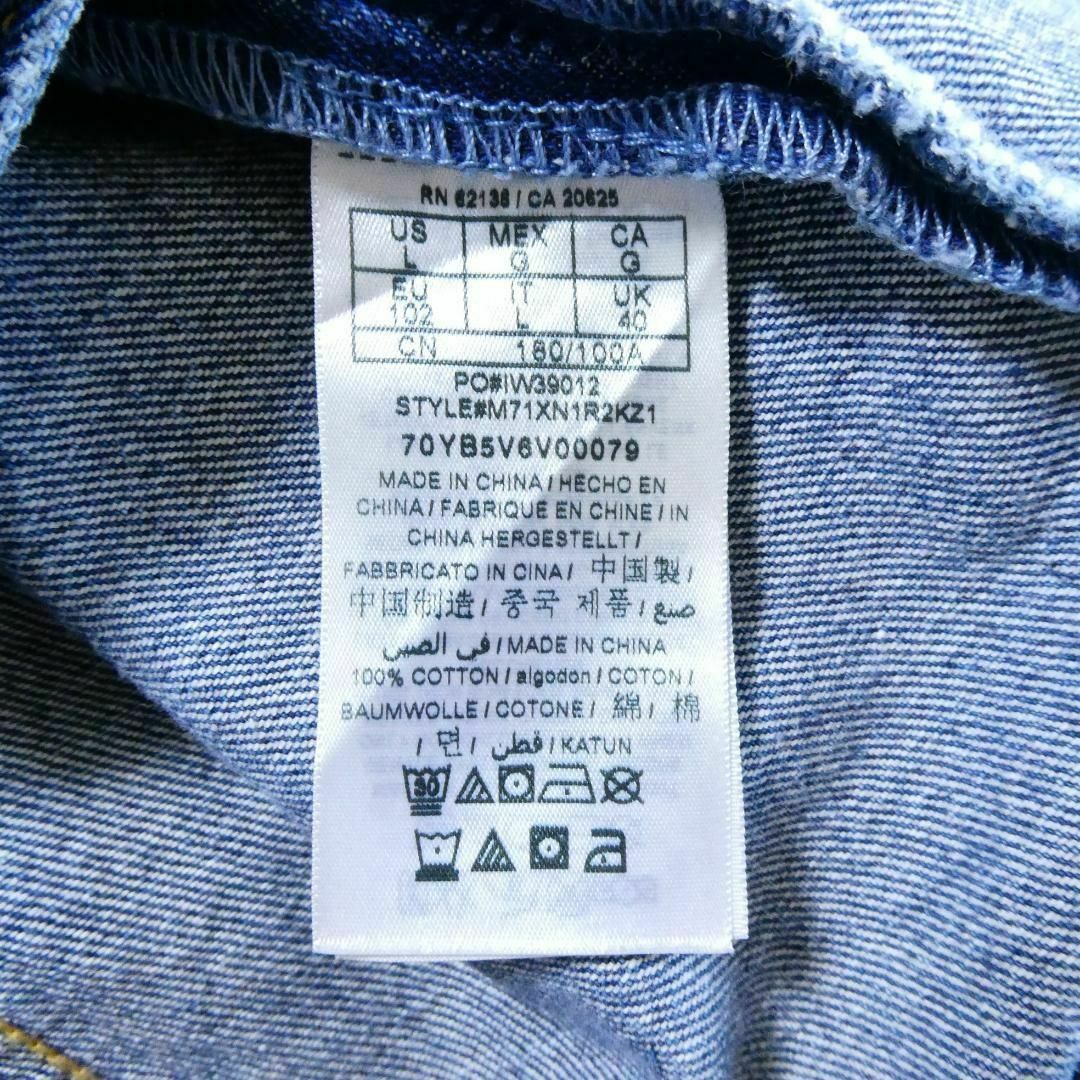 RN 62136 / CA 20625
US MEX CA
L G G
EU IT UK
102 L 40
CN 180/100A
PO#IW39012
STYLE#M71XN1R2KZ1
70YB5V6V00079
MADE IN CHINA / HECHO EN
CHINA / FABRIQUE EN CHINE / IN
CHINA HERGESTELLT /
FABBRICATO IN CINA / 中国製 /
中国制造 / 중국 제품 / صنع
في الصين / MADE IN CHINA
100% COTTON / algodon / COTON /
BAUMWOLLE / COTONE / 綿 / 棉
/ 면 / قطن / KATUN
30